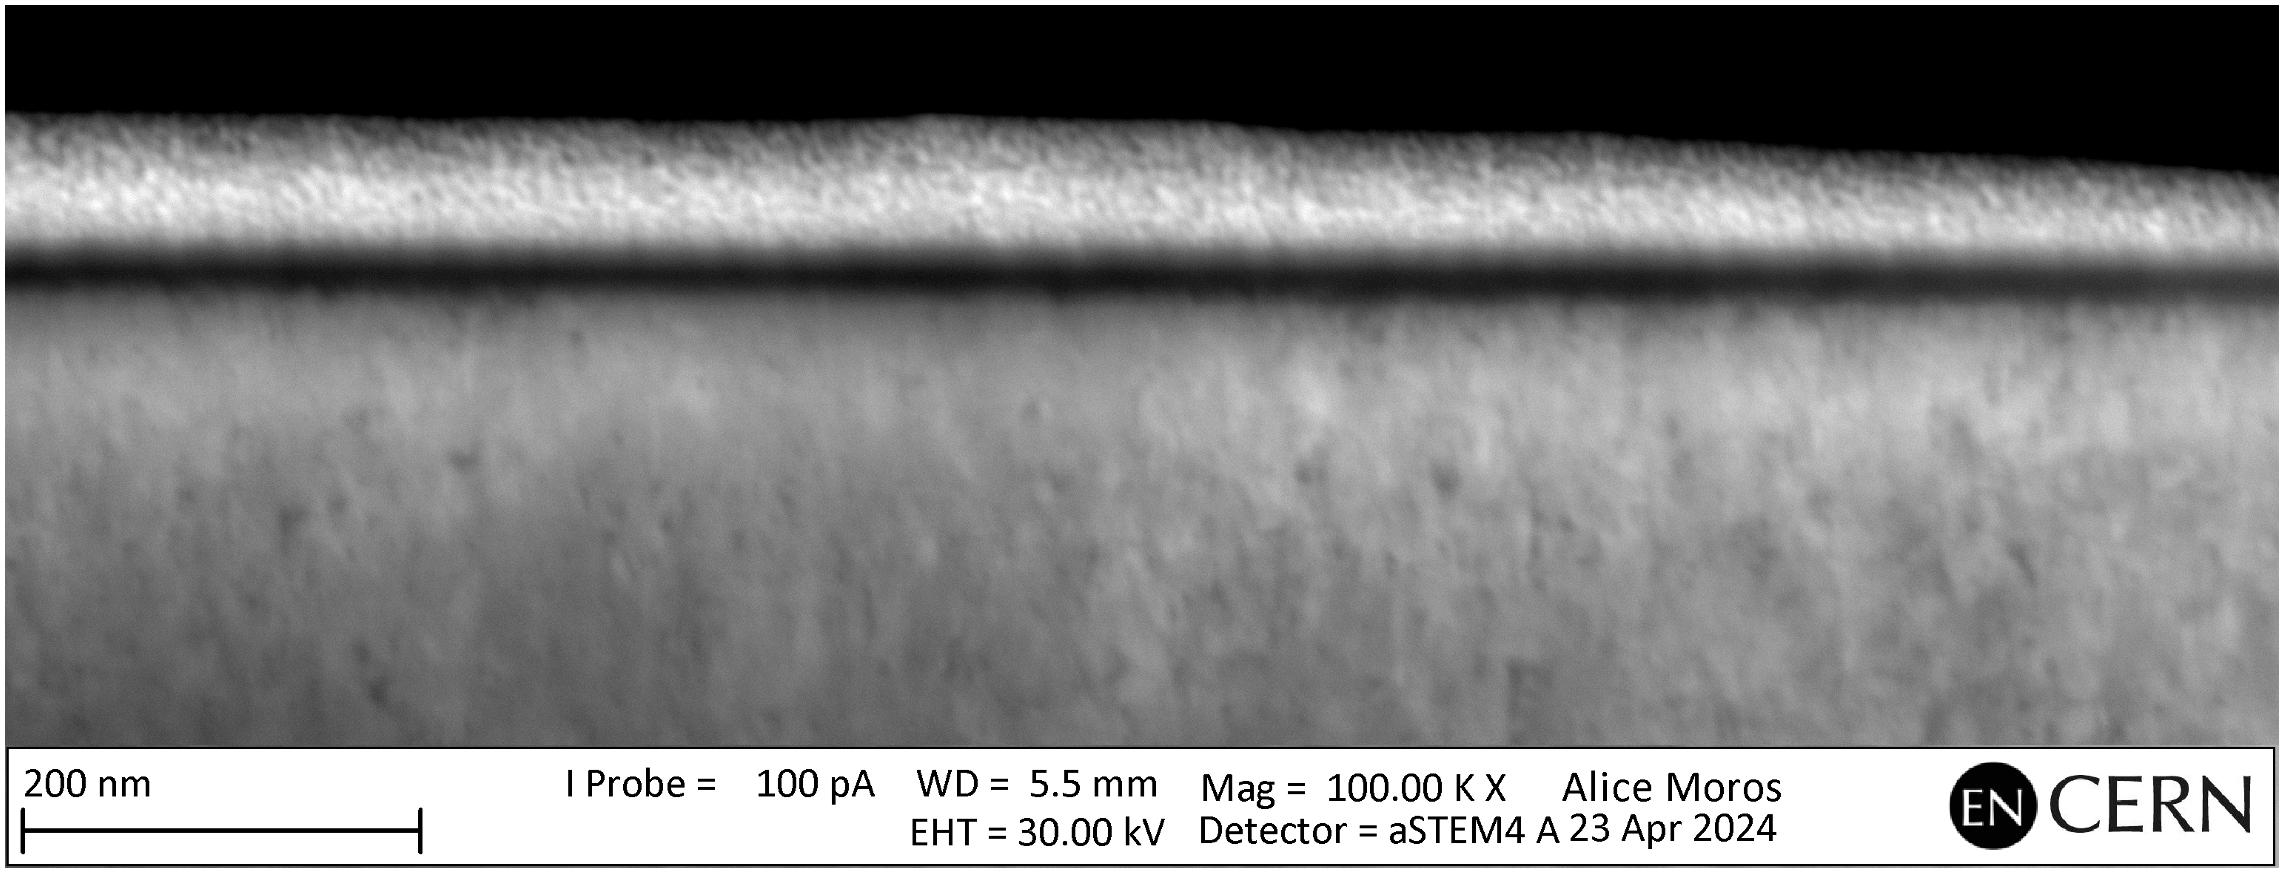 200 nm
I Probe = 100 pA
WD = 5.5 mm
EHT = 30.00 kV
Mag = 100.00 K X
Detector = aSTEM4 A
Alice Moros
23 Apr 2024
EN CERN